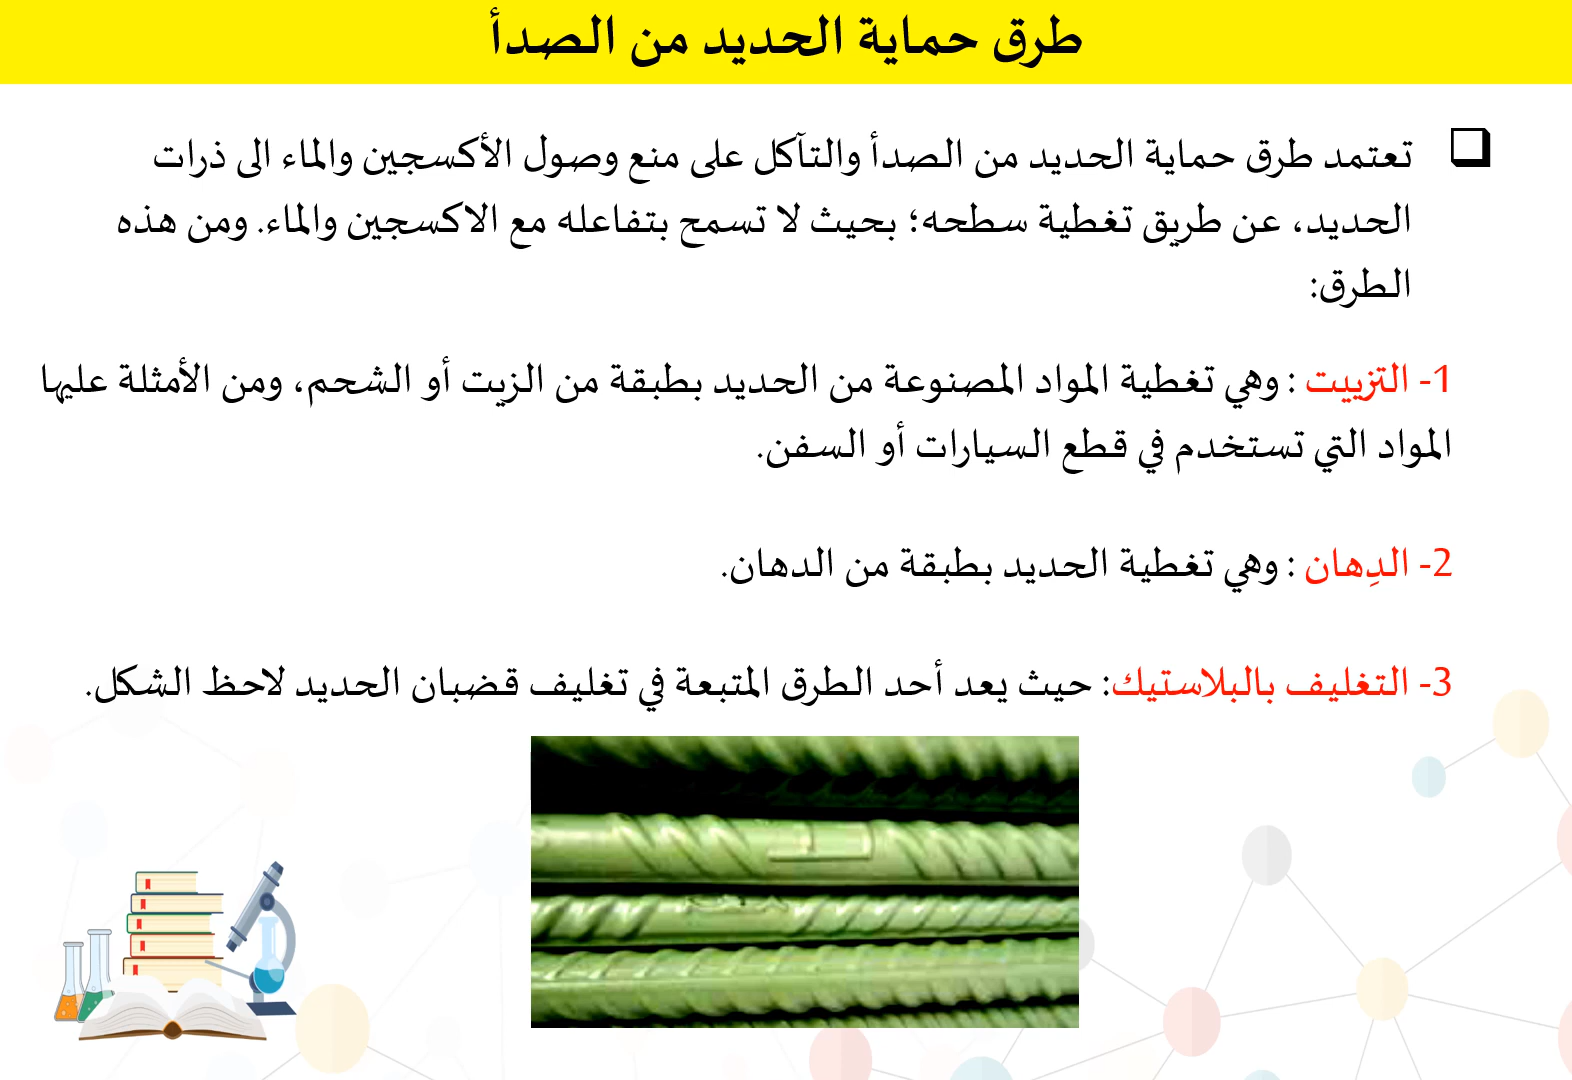 طرق حماية الحديد من الصدأ
تعتمد طرق حماية الحديد من الصدأ والتآكل على منع وصول الأكسجين والماء الى ذرات
الحديد، عن طريق تغطية سطحه؛ بحيث لا تسمح بتفاعله مع الاكسجين والماء. ومن هذه
الطرق:
1- التزييت : وهي تغطية المواد المصنوعة من الحديد بطبقة من الزيت أو الشحم، ومن الأمثلة عليها
المواد التي تستخدم في قطع السيارات أو السفن.
2- الدِهان : وهي تغطية الحديد بطبقة من الدهان.
3- التغليف بالبلاستيك: حيث يعد أحد الطرق المتبعة في تغليف قضبان الحديد لاحظ الشكل.